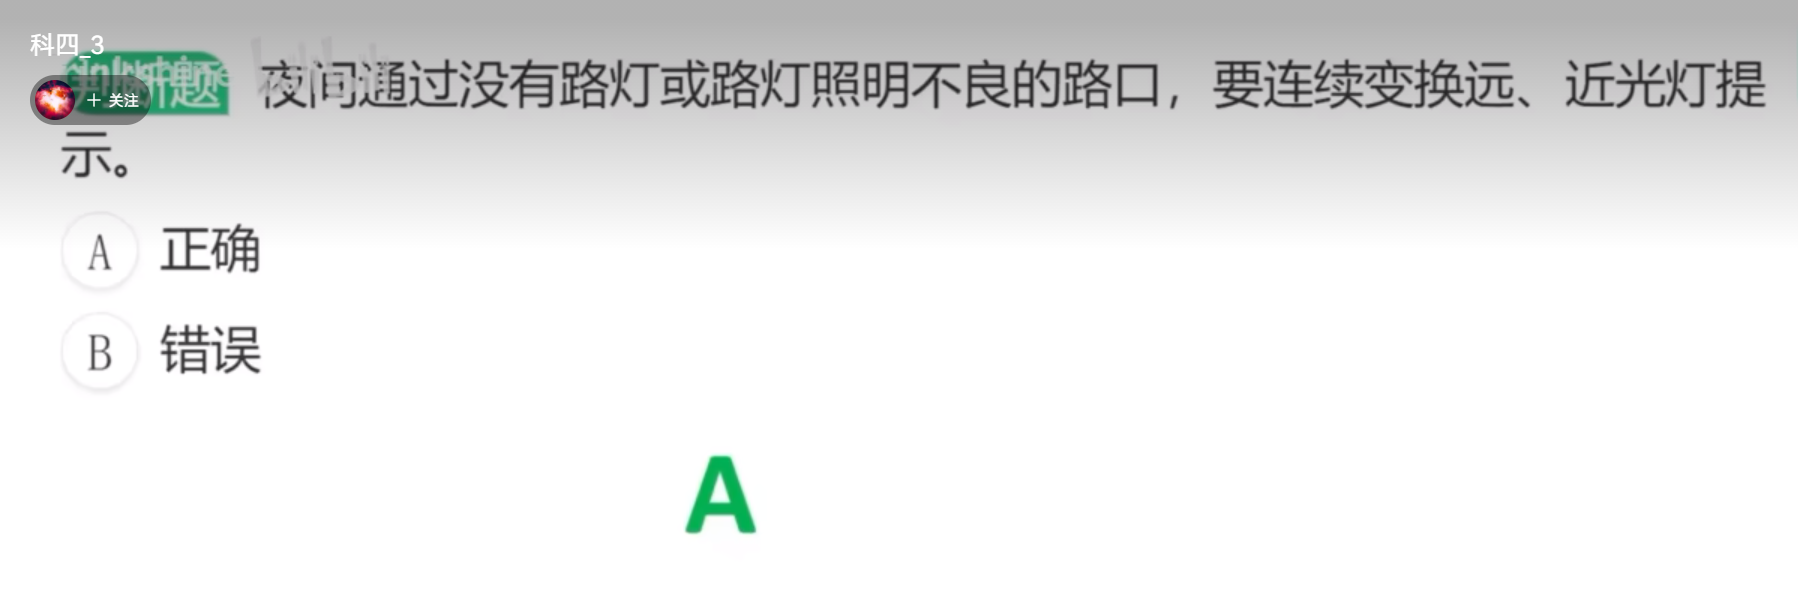 科四_3
题 夜间通过没有路灯或路灯照明不良的路口，要连续变换远、近光灯提
+ 关注
示。
A 正确
B 错误
A